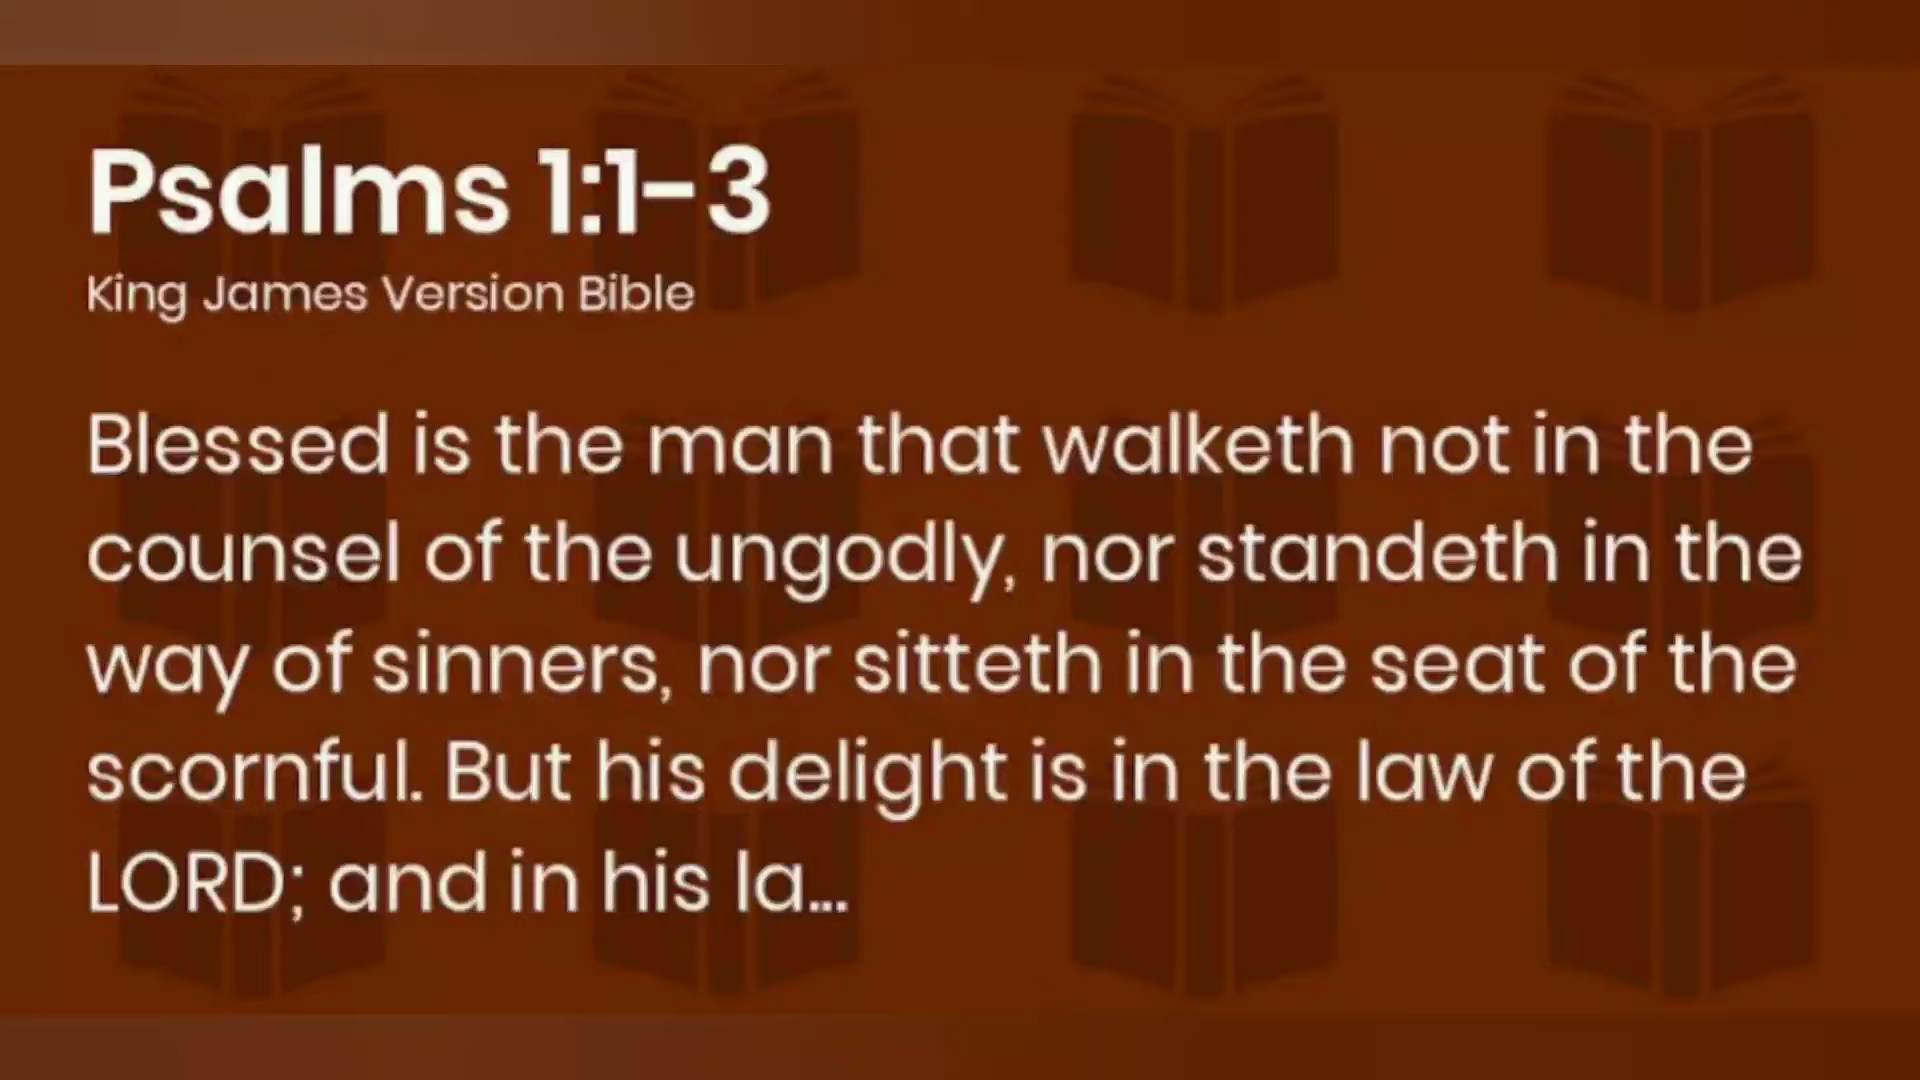 Psalms 1:1-3
King James Version Bible
Blessed is the man that walketh not in the
counsel of the ungodly, nor standeth in the
way of sinners, nor sitteth in the seat of the
scornful. But his delight is in the law of the
LORD; and in his la...